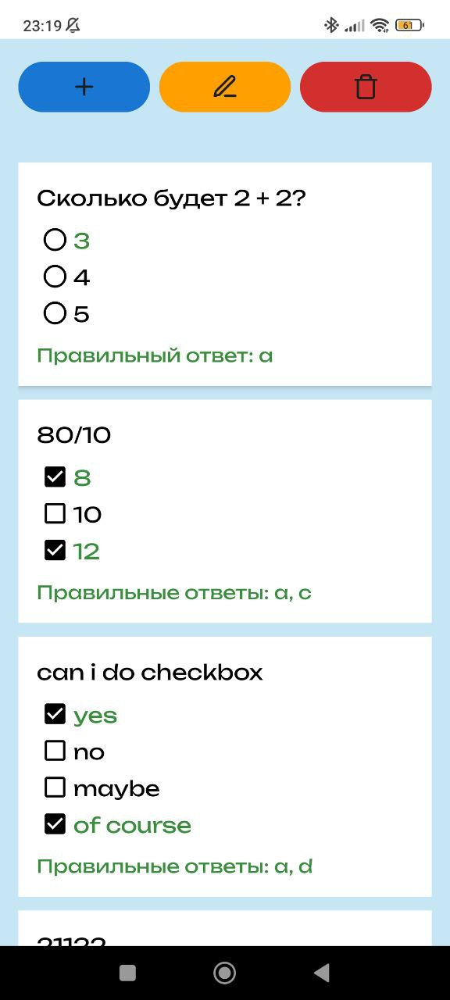 23:19
61
Сколько будет 2 + 2?
3
4
5
Правильный ответ: a
80/10
8
10
12
Правильные ответы: a, c
can i do checkbox
yes
no
maybe
of course
Правильные ответы: a, d